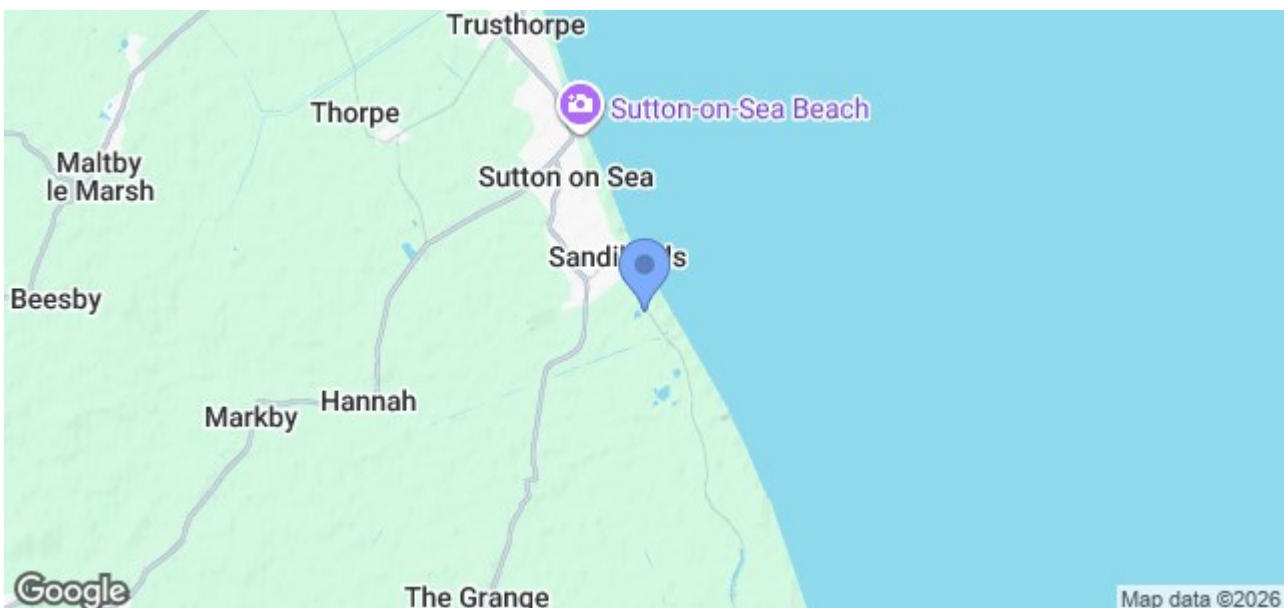 Trusthorpe
Thorpe
Sutton-on-Sea Beach
Maltby
le Marsh
Sutton on Sea
Beesby
Hannah
Markby
The Grange
Google
Map data ©2026